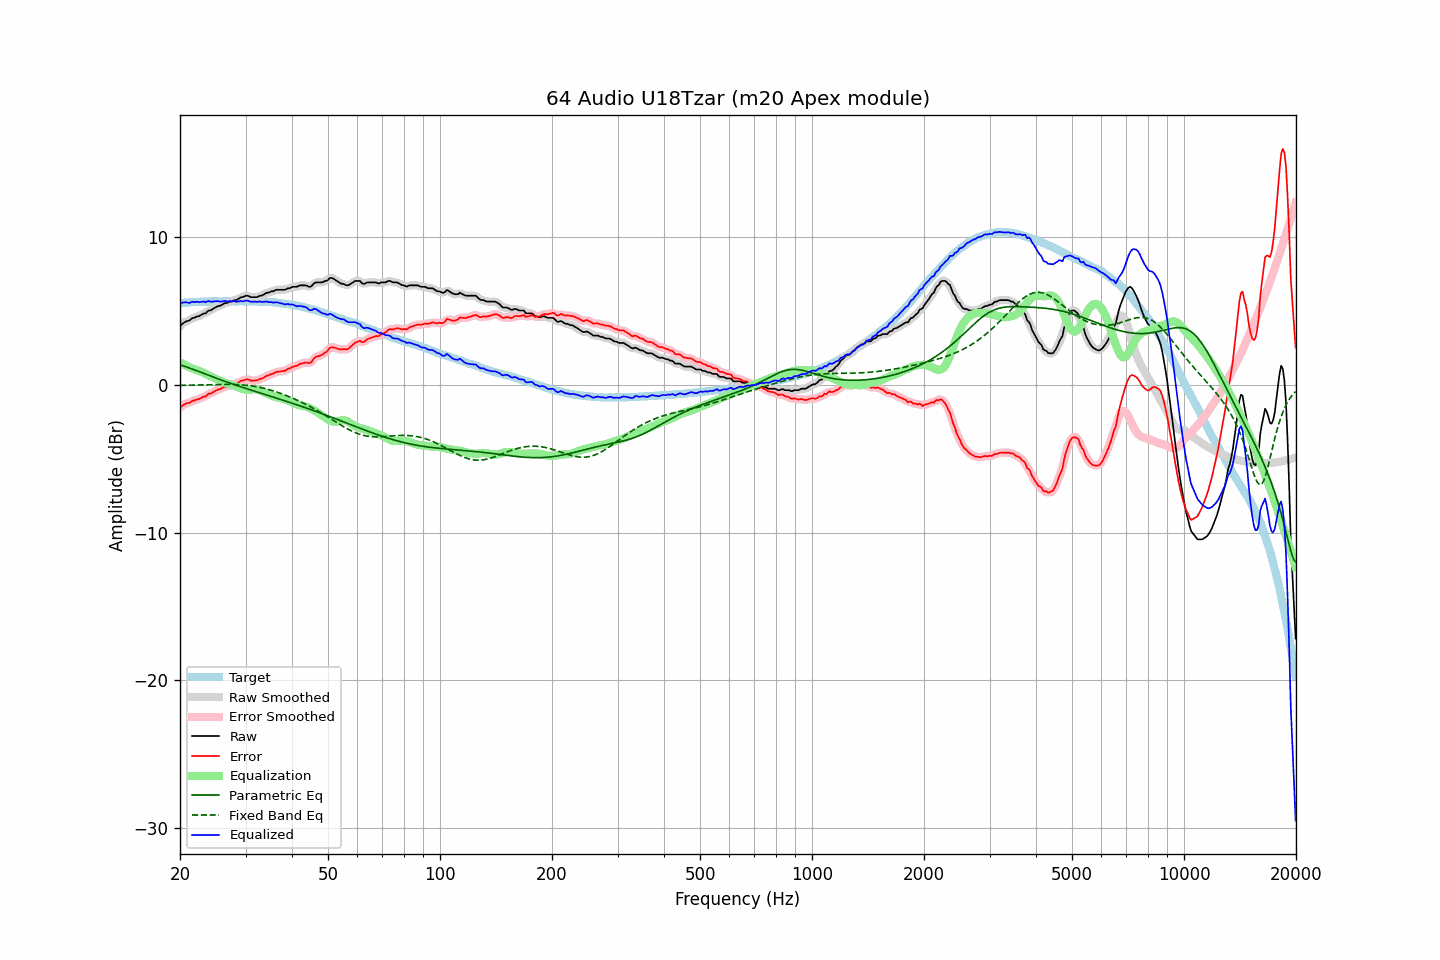 64 Audio U18Tzar (m20 Apex module)
Amplitude (dBr)
10
0
−10
−20
−30
Target
Raw Smoothed
Error Smoothed
Raw
Error
Equalization
Parametric Eq
Fixed Band Eq
Equalized
20 50 100 200 500 1000 2000 5000 10000 20000
Frequency (Hz)